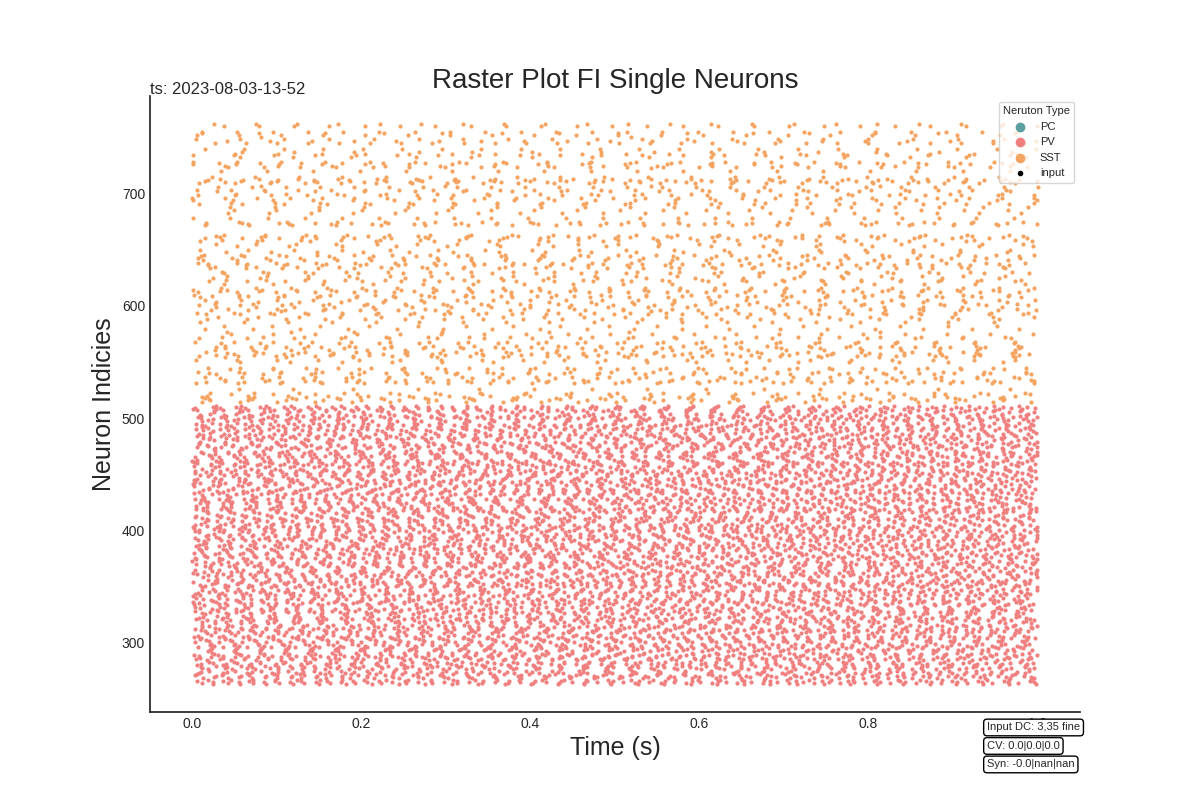 Raster Plot FI Single Neurons
ts: 2023-08-03-13-52
Neruton Type
PC
PV
SST
input
Neuron Indicies
700
600
500
400
300
0.0 0.2 0.4 0.6 0.8
Time (s)
Input DC: 3,35 fine
CV: 0.0|0.0|0.0
Syn: -0.0|nan|nan